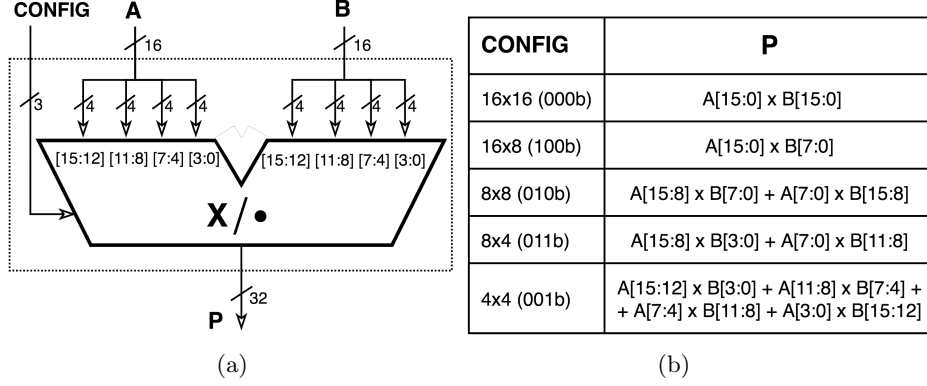 CONFIG A B
16 16
3 4 4 4 4 4 4 4 4
[15:12] [11:8] [7:4] [3:0] [15:12] [11:8] [7:4] [3:0]
X / •
32
P
(a)
CONFIG P
16x16 (000b) A[15:0] x B[15:0]
16x8 (100b) A[15:0] x B[7:0]
8x8 (010b) A[15:8] x B[7:0] + A[7:0] x B[15:8]
8x4 (011b) A[15:8] x B[3:0] + A[7:0] x B[11:8]
4x4 (001b) A[15:12] x B[3:0] + A[11:8] x B[7:4] +
+ A[7:4] x B[11:8] + A[3:0] x B[15:12]
(b)